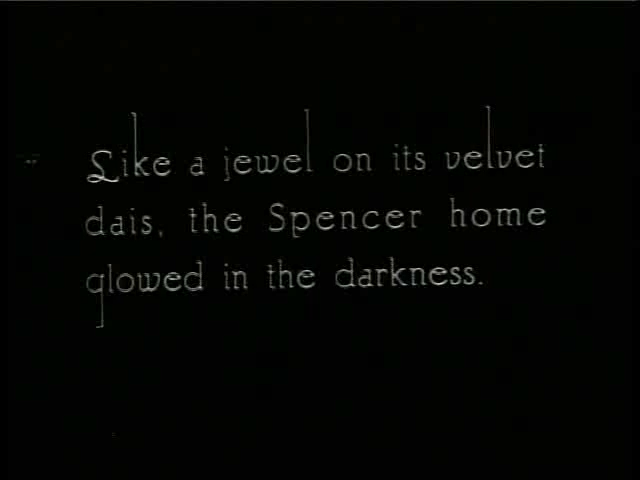 Like a jewel on its velvet
dais, the Spencer home
glowed in the darkness.